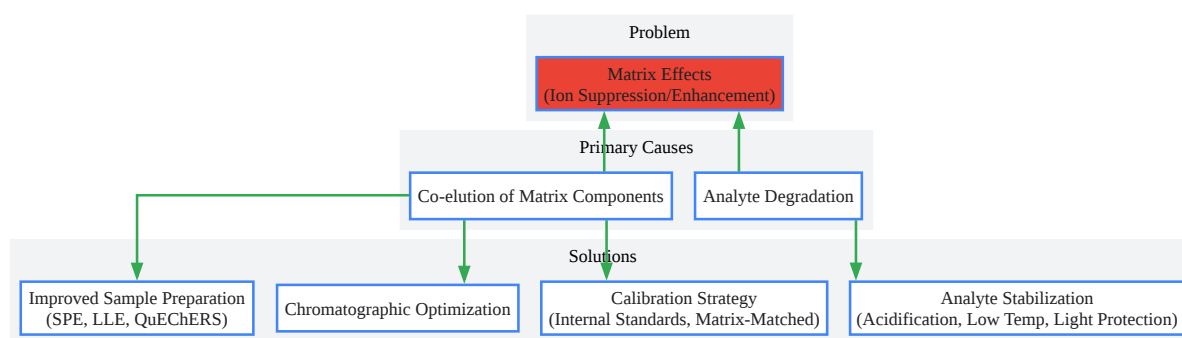 Problem
Matrix Effects
(Ion Suppression/Enhancement)
Primary Causes
Co-elution of Matrix Components
Analyte Degradation
Solutions
Improved Sample Preparation
(SPE, LLE, QuEChERS)
Chromatographic Optimization
Calibration Strategy
(Internal Standards, Matrix-Matched)
Analyte Stabilization
(Acidification, Low Temp, Light Protection)